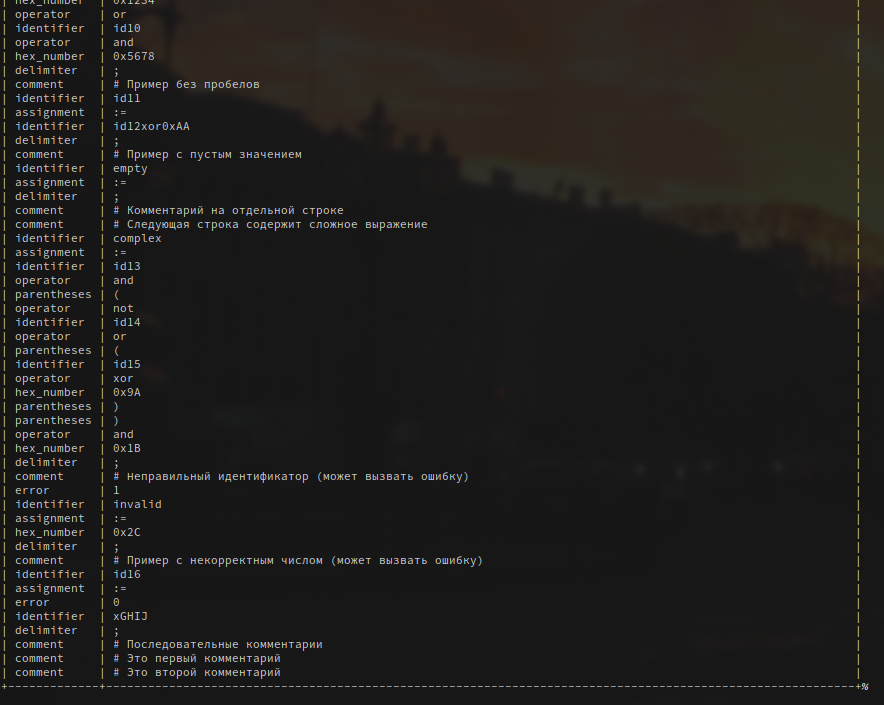 hex_number | 0x1234
operator | or
identifier | id10
operator | and
hex_number | 0x5678
delimiter | ;
comment | # Пример без пробелов
identifier | id11
assignment | :=
identifier | id12xor0xAA
delimiter | ;
comment | # Пример с пустым значением
identifier | empty
assignment | :=
delimiter | ;
comment | # Комментарий на отдельной строке
comment | # Следующая строка содержит сложное выражение
identifier | complex
assignment | :=
identifier | id13
operator | and
parentheses | (
operator | not
identifier | id14
operator | or
parentheses | (
identifier | id15
operator | xor
hex_number | 0x9A
parentheses | )
parentheses | )
operator | and
hex_number | 0x1B
delimiter | ;
comment | # Неправильный идентификатор (может вызвать ошибку)
error | 1
identifier | invalid
assignment | :=
hex_number | 0x2C
delimiter | ;
comment | # Пример с некорректным числом (может вызвать ошибку)
identifier | id16
assignment | :=
error | 0
identifier | xGHIJ
delimiter | ;
comment | # Последовательные комментарии
comment | # Это первый комментарий
comment | # Это второй комментарий
%